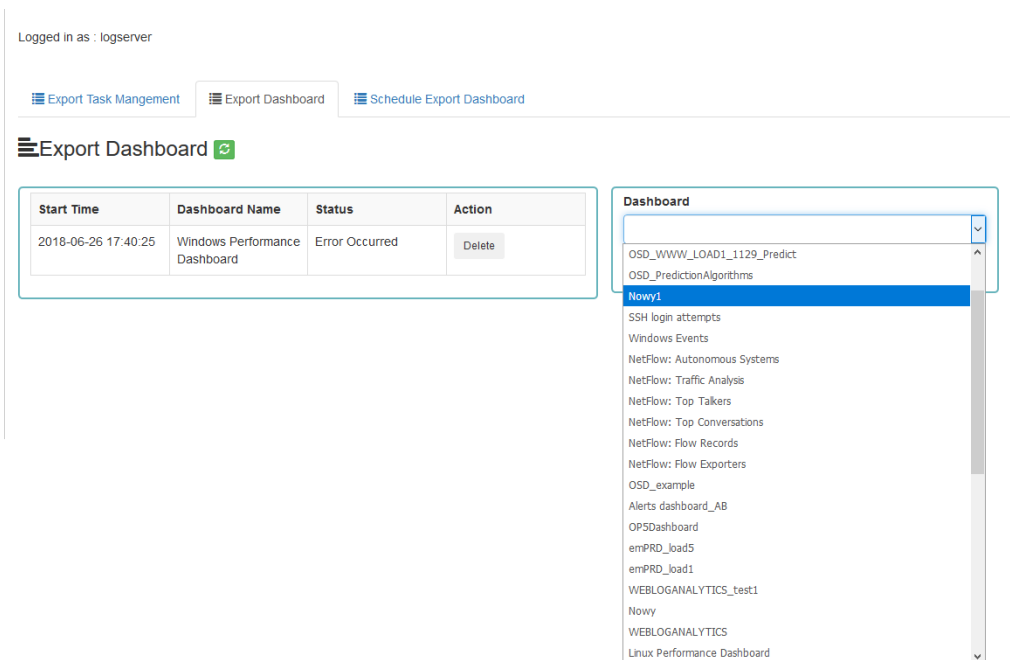 Logged in as : logserver
Export Task Mangement
Export Dashboard
Schedule Export Dashboard
Export Dashboard
Start Time Dashboard Name Status Action
2018-06-26 17:40:25 Windows Performance Error Occurred Delete
Dashboard
Dashboard
OSD_WWW_LOAD1_1129_Predict
OSD_PredictionAlgorithms
Nowy1
SSH login attempts
Windows Events
NetFlow: Autonomous Systems
NetFlow: Traffic Analysis
NetFlow: Top Talkers
NetFlow: Top Conversations
NetFlow: Flow Records
NetFlow: Flow Exporters
OSD_example
Alerts dashboard_AB
OP5Dashboard
emPRD_load5
emPRD_load1
WEBLOGANALYTICS_test1
Nowy
WEBLOGANALYTICS
Linux Performance Dashboard